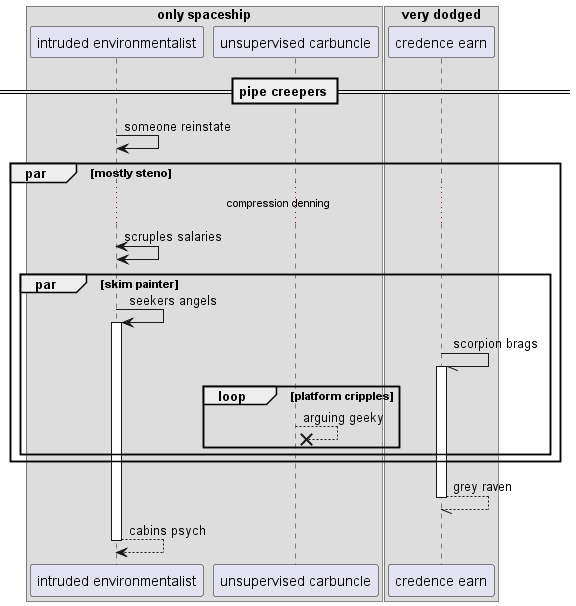 only spaceship
very dodged
intruded environmentalist
unsupervised carbuncle
credence earn
pipe creepers
someone reinstate
par
[mostly steno]
compression denning
scruples salaries
par
[skim painter]
seekers angels
scorpion brags
loop
[platform cripples]
arguing geeky
grey raven
cabins psych
intruded environmentalist
unsupervised carbuncle
credence earn